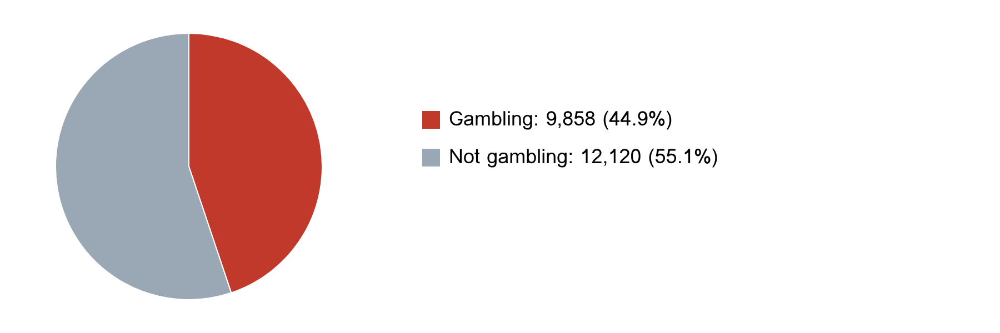 Gambling: 9,858 (44.9%)
Not gambling: 12,120 (55.1%)